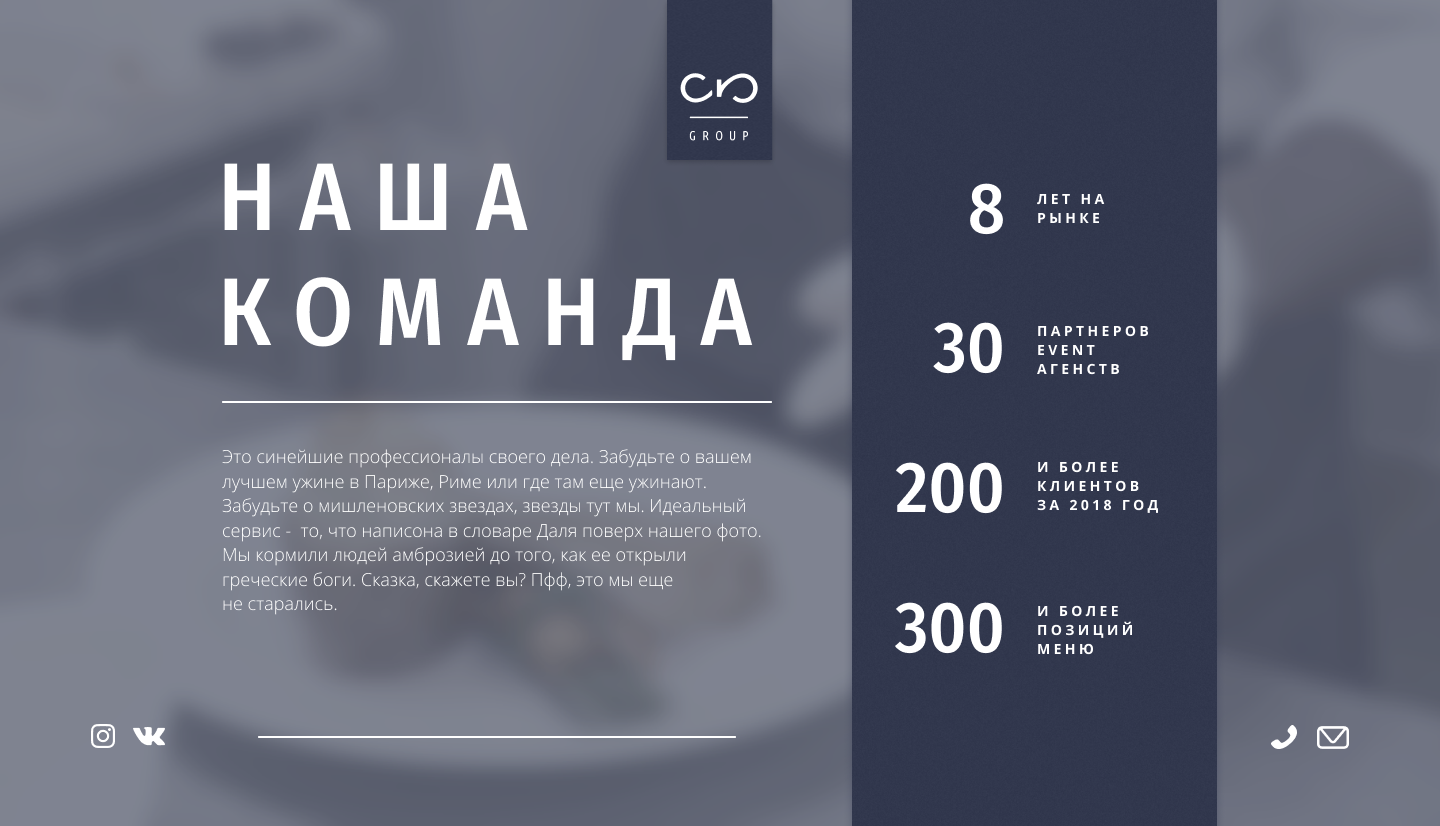 GROUP
НАША
КОМАНДА
Это синейшие профессионалы своего дела. Забудьте о вашем
лучшем ужине в Париже, Риме или где там еще ужинают.
Забудьте о мишленовских звездах, звезды тут мы. Идеальный
сервис - то, что написона в словаре Даля поверх нашего фото.
Мы кормили людей амброзией до того, как ее открыли
греческие боги. Сказка, скажете вы? Пфф, это мы еще
не старались.
8 ЛЕТ НА
РЫНКЕ
30 ПАРТНЕРОВ
EVENT
АГЕНСТВ
200 И БОЛЕЕ
КЛИЕНТОВ
ЗА 2018 ГОД
300 И БОЛЕЕ
ПОЗИЦИЙ
МЕНЮ